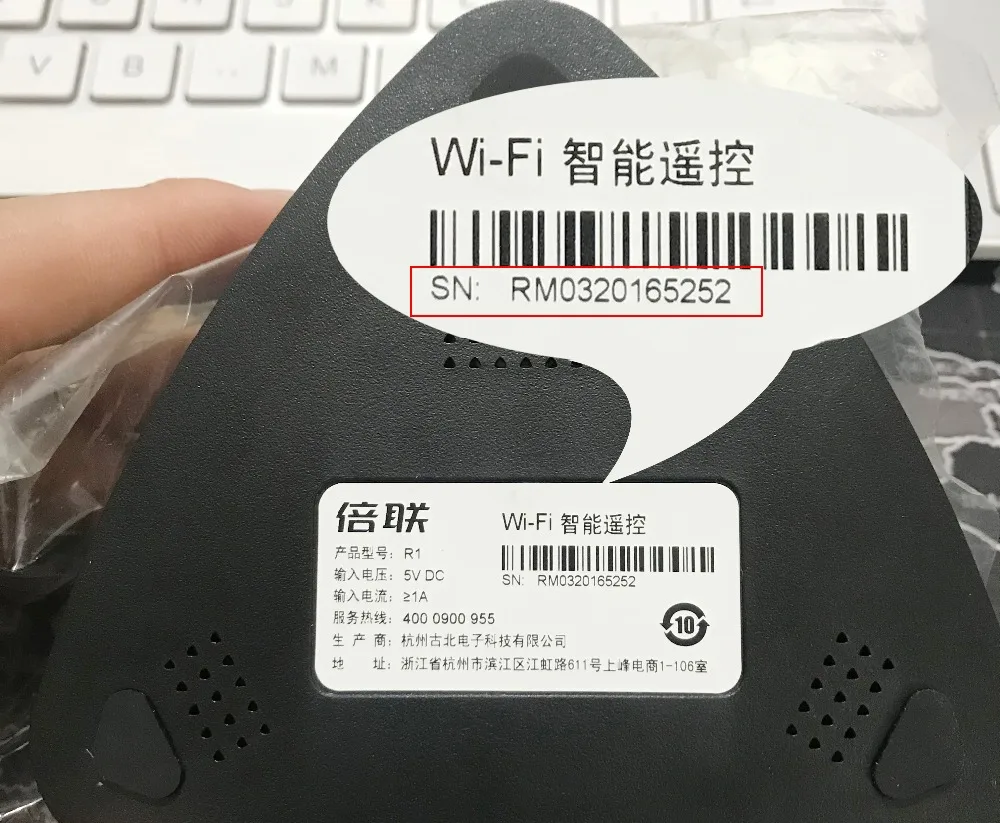 V B M
Wi-Fi 智能遥控
SN: RM0320165252
倍联
产品型号: R1
输入电压: 5V DC
输入电流: ≥1A
服务热线: 400 0900 955
生 产 商: 杭州古北电子科技有限公司
地 址: 浙江省杭州市滨江区江虹路611号上峰电商1-106室
Wi-Fi 智能遥控
SN: RM0320165252
10